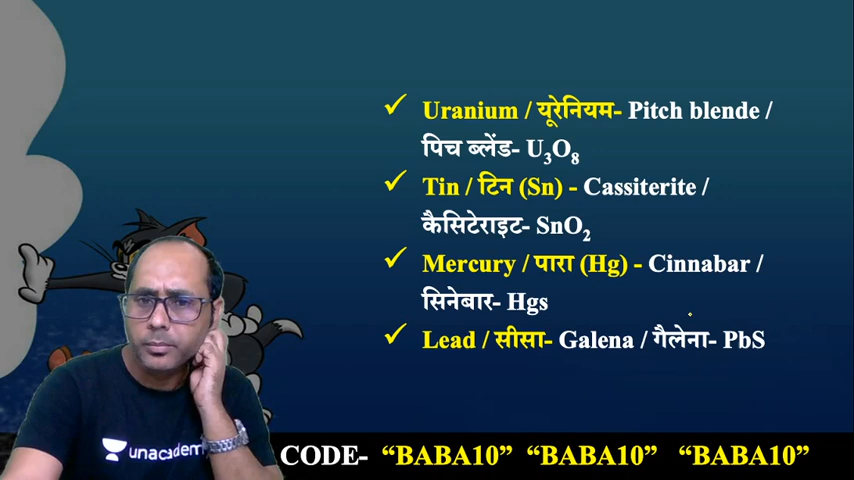 ✓ Uranium / यूरेनियम- Pitch blende /
पिच ब्लेंड- U₃O₈
✓ Tin / टिन (Sn) - Cassiterite /
कैसिटेराइट- SnO₂
✓ Mercury / पारा (Hg) - Cinnabar /
सिनेबार- Hgs
✓ Lead / सीसा- Galena / गैलेना- PbS
unacadem
CODE- “BABA10” “BABA10” “BABA10”